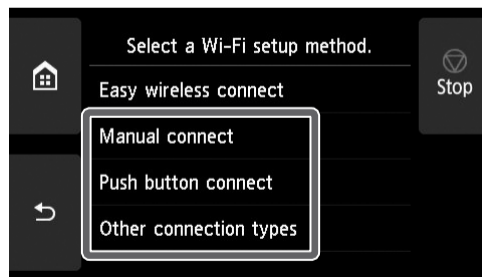 Select a Wi-Fi setup method.
Easy wireless connect
Stop
Manual connect
Push button connect
Other connection types